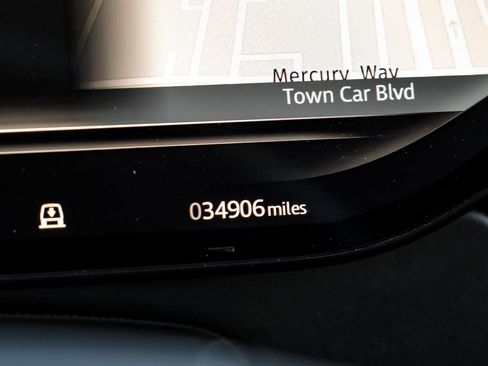 Mercury Way
Town Car Blvd
034906 miles